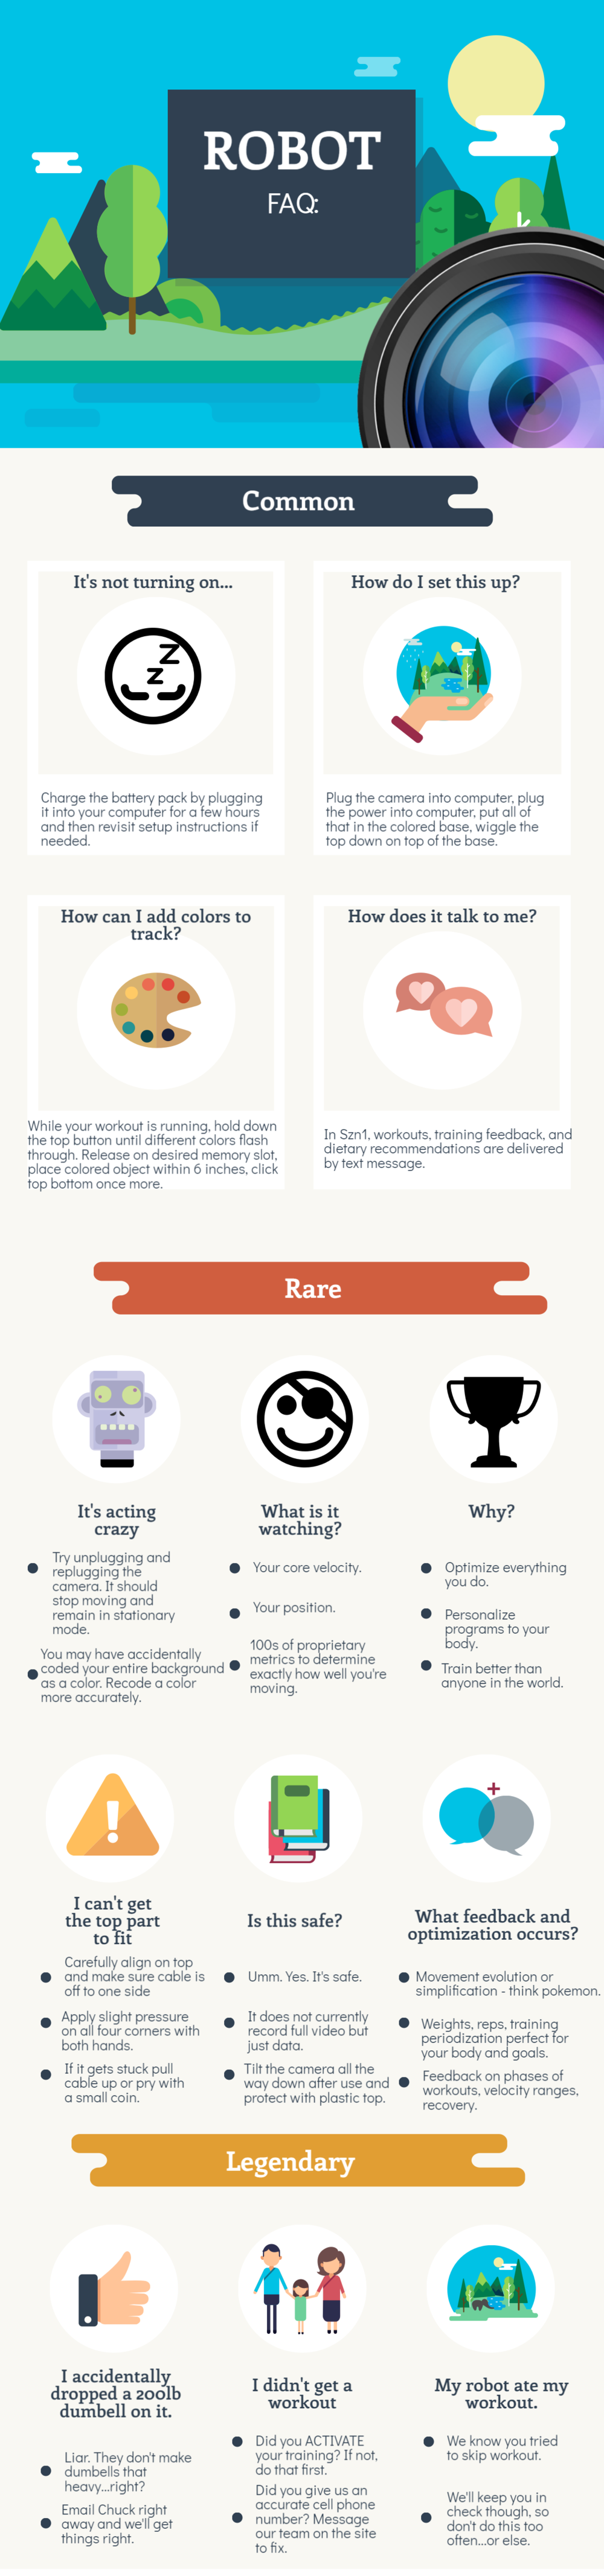 ROBOT
FAQ:
Common
It's not turning on...
Charge the battery pack by plugging
it into your computer for a few hours
and then revisit setup instructions if
needed.
How do I set this up?
Plug the camera into computer, plug
the power into computer, put all of
that in the colored base, wiggle the
top down on top of the base.
How can I add colors to
track?
While your workout is running, hold down
the top button until different colors flash
through. Release on desired memory slot,
place colored object within 6 inches, click
top bottom once more.
How does it talk to me?
In Szn1, workouts, training feedback, and
dietary recommendations are delivered
by text message.
Rare
It's acting
crazy
Try unplugging and
replugging the
camera. It should
stop moving and
remain in stationary
mode.
You may have accidentally
coded your entire background
as a color. Recode a color
more accurately.
What is it
watching?
Your core velocity.
Your position.
100s of proprietary
metrics to determine
exactly how well you're
moving.
Why?
Optimize everything
you do.
Personalize
programs to your
body.
Train better than
anyone in the world.
I can't get
the top part
to fit
Carefully align on top
and make sure cable is
off to one side
Apply slight pressure
on all four corners with
both hands.
If it gets stuck pull
cable up or pry with
a small coin.
Is this safe?
Umm. Yes. It's safe.
It does not currently
record full video but
just data.
Tilt the camera all the
way down after use and
protect with plastic top.
What feedback and
optimization occurs?
Movement evolution or
simplification - think pokemon.
Weights, reps, training
periodization perfect for
your body and goals.
Feedback on phases of
workouts, velocity ranges,
recovery.
Legendary
I accidentally
dropped a 200lb
dumbell on it.
Liar. They don't make
dumbells that
heavy...right?
Email Chuck right
away and we'll get
things right.
I didn't get a
workout
Did you ACTIVATE
your training? If not,
do that first.
Did you give us an
accurate cell phone
number? Message
our team on the site
to fix.
My robot ate my
workout.
We know you tried
to skip workout.
We'll keep you in
check though, so
don't do this too
often...or else.